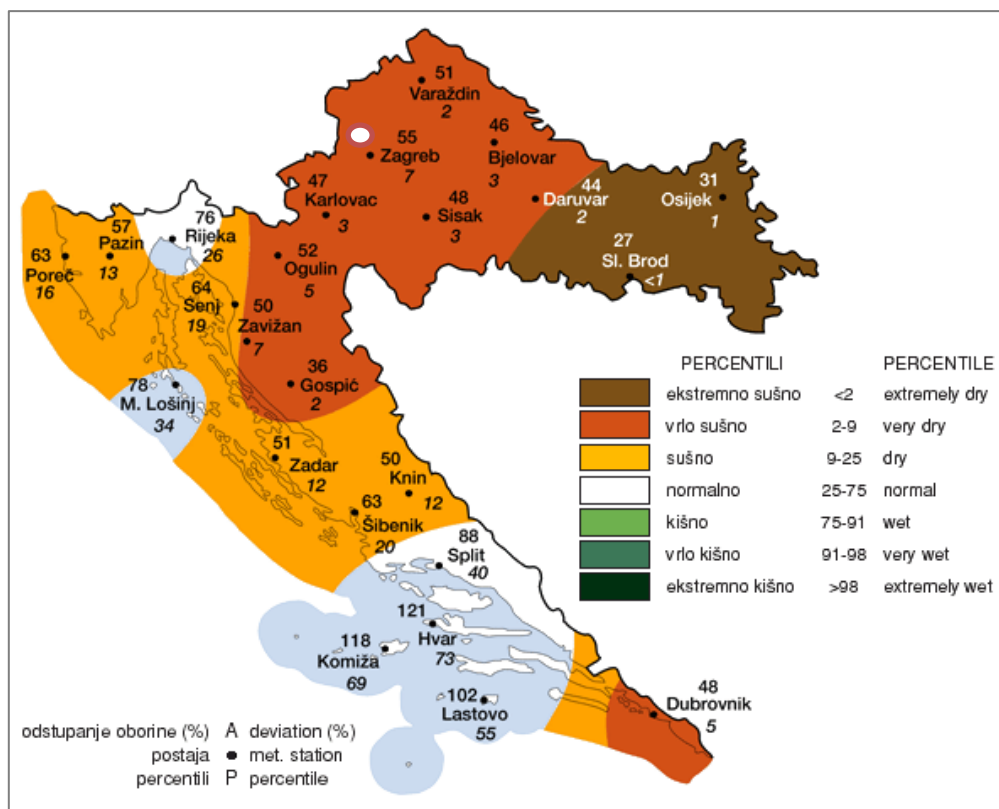 51
Varaždin
2
55
Zagreb
7
46
Bjelovar
3
47
Karlovac
3
48
Sisak
3
44
Daruvar
2
31
Osijek
1
27
Sl. Brod
<1
76
Rijeka
26
57
Pazin
13
63
Poreč
16
52
Ogulin
5
64
Senj
19
50
Zavižan
7
36
Gospić
2
78
M. Lošinj
34
51
Zadar
12
50
Knin
12
63
Šibenik
20
88
Split
40
121
Hvar
73
118
Komiža
69
102
Lastovo
55
48
Dubrovnik
5
PERCENTILI PERCENTILE
ekstremno sušno <2 extremely dry
vrlo sušno 2-9 very dry
sušno 9-25 dry
normalno 25-75 normal
kišno 75-91 wet
vrlo kišno 91-98 very wet
ekstremno kišno >98 extremely wet
odstupanje oborine (%) A deviation (%)
postaja met. station
percentili P percentile